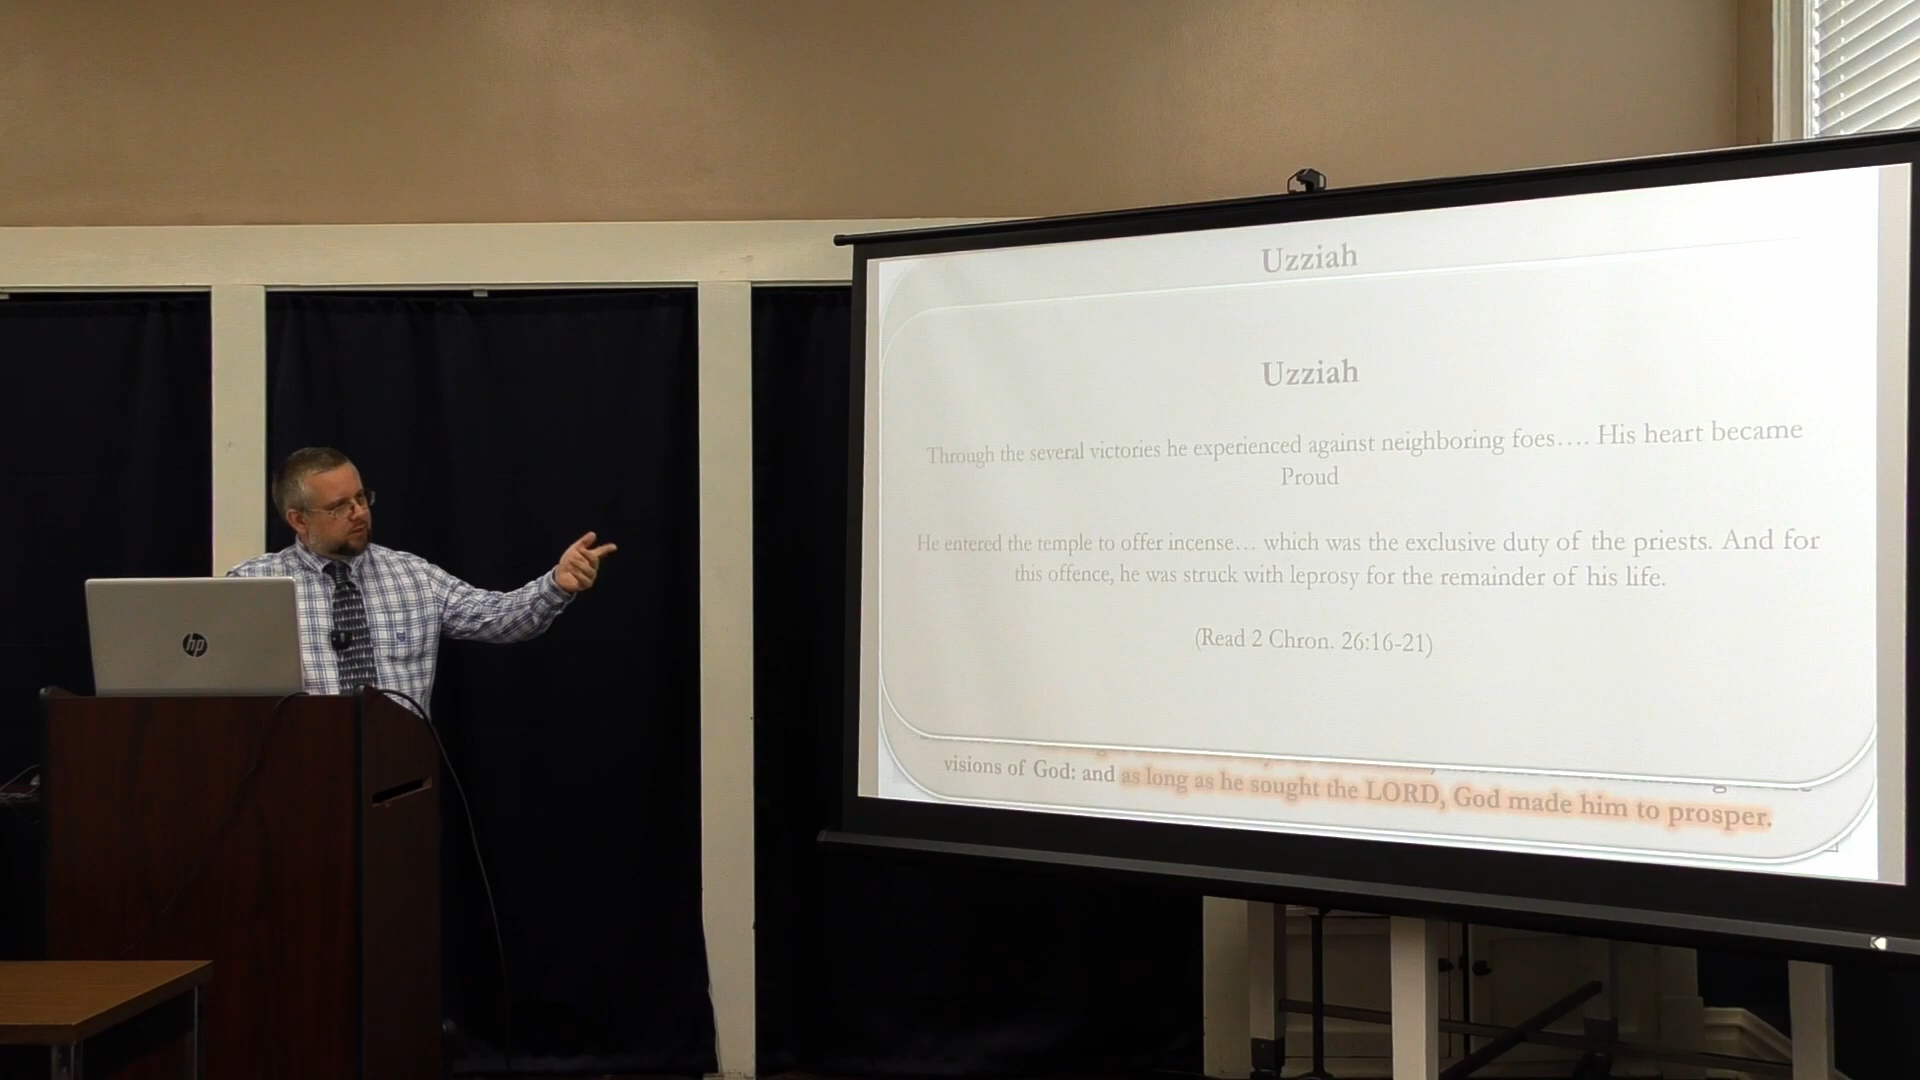 Uzziah
Uzziah
Through the several victories he experienced against neighboring foes.... His heart became
Proud
He entered the temple to offer incense... which was the exclusive duty of the priests. And for
this offence, he was struck with leprosy for the remainder of his life.
(Read 2 Chron. 26:16-21)
visions of God: and as long as he sought the LORD, God made him to prosper.
hp